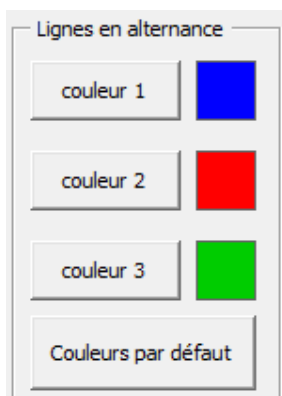 Lignes en alternance
couleur 1
couleur 2
couleur 3
Couleurs par défaut